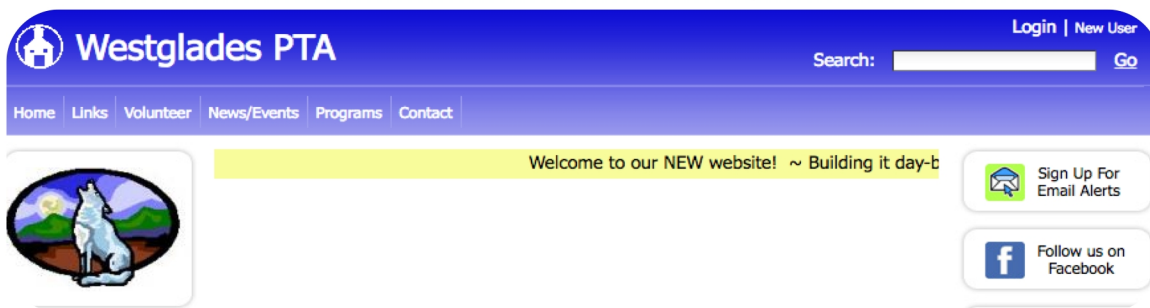 Westglades PTA
Login | New User
Search:
Go
Home Links Volunteer News/Events Programs Contact
Welcome to our NEW website! ~ Building it day-b
Sign Up For
Email Alerts
f
Follow us on
Facebook